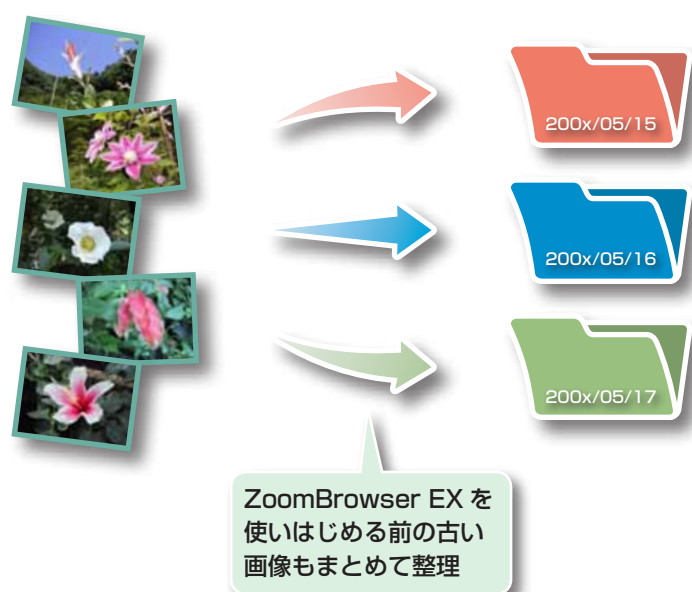 200x/05/15
200x/05/16
200x/05/17
ZoomBrowser EX を
使いはじめる前の古い
画像もまとめて整理